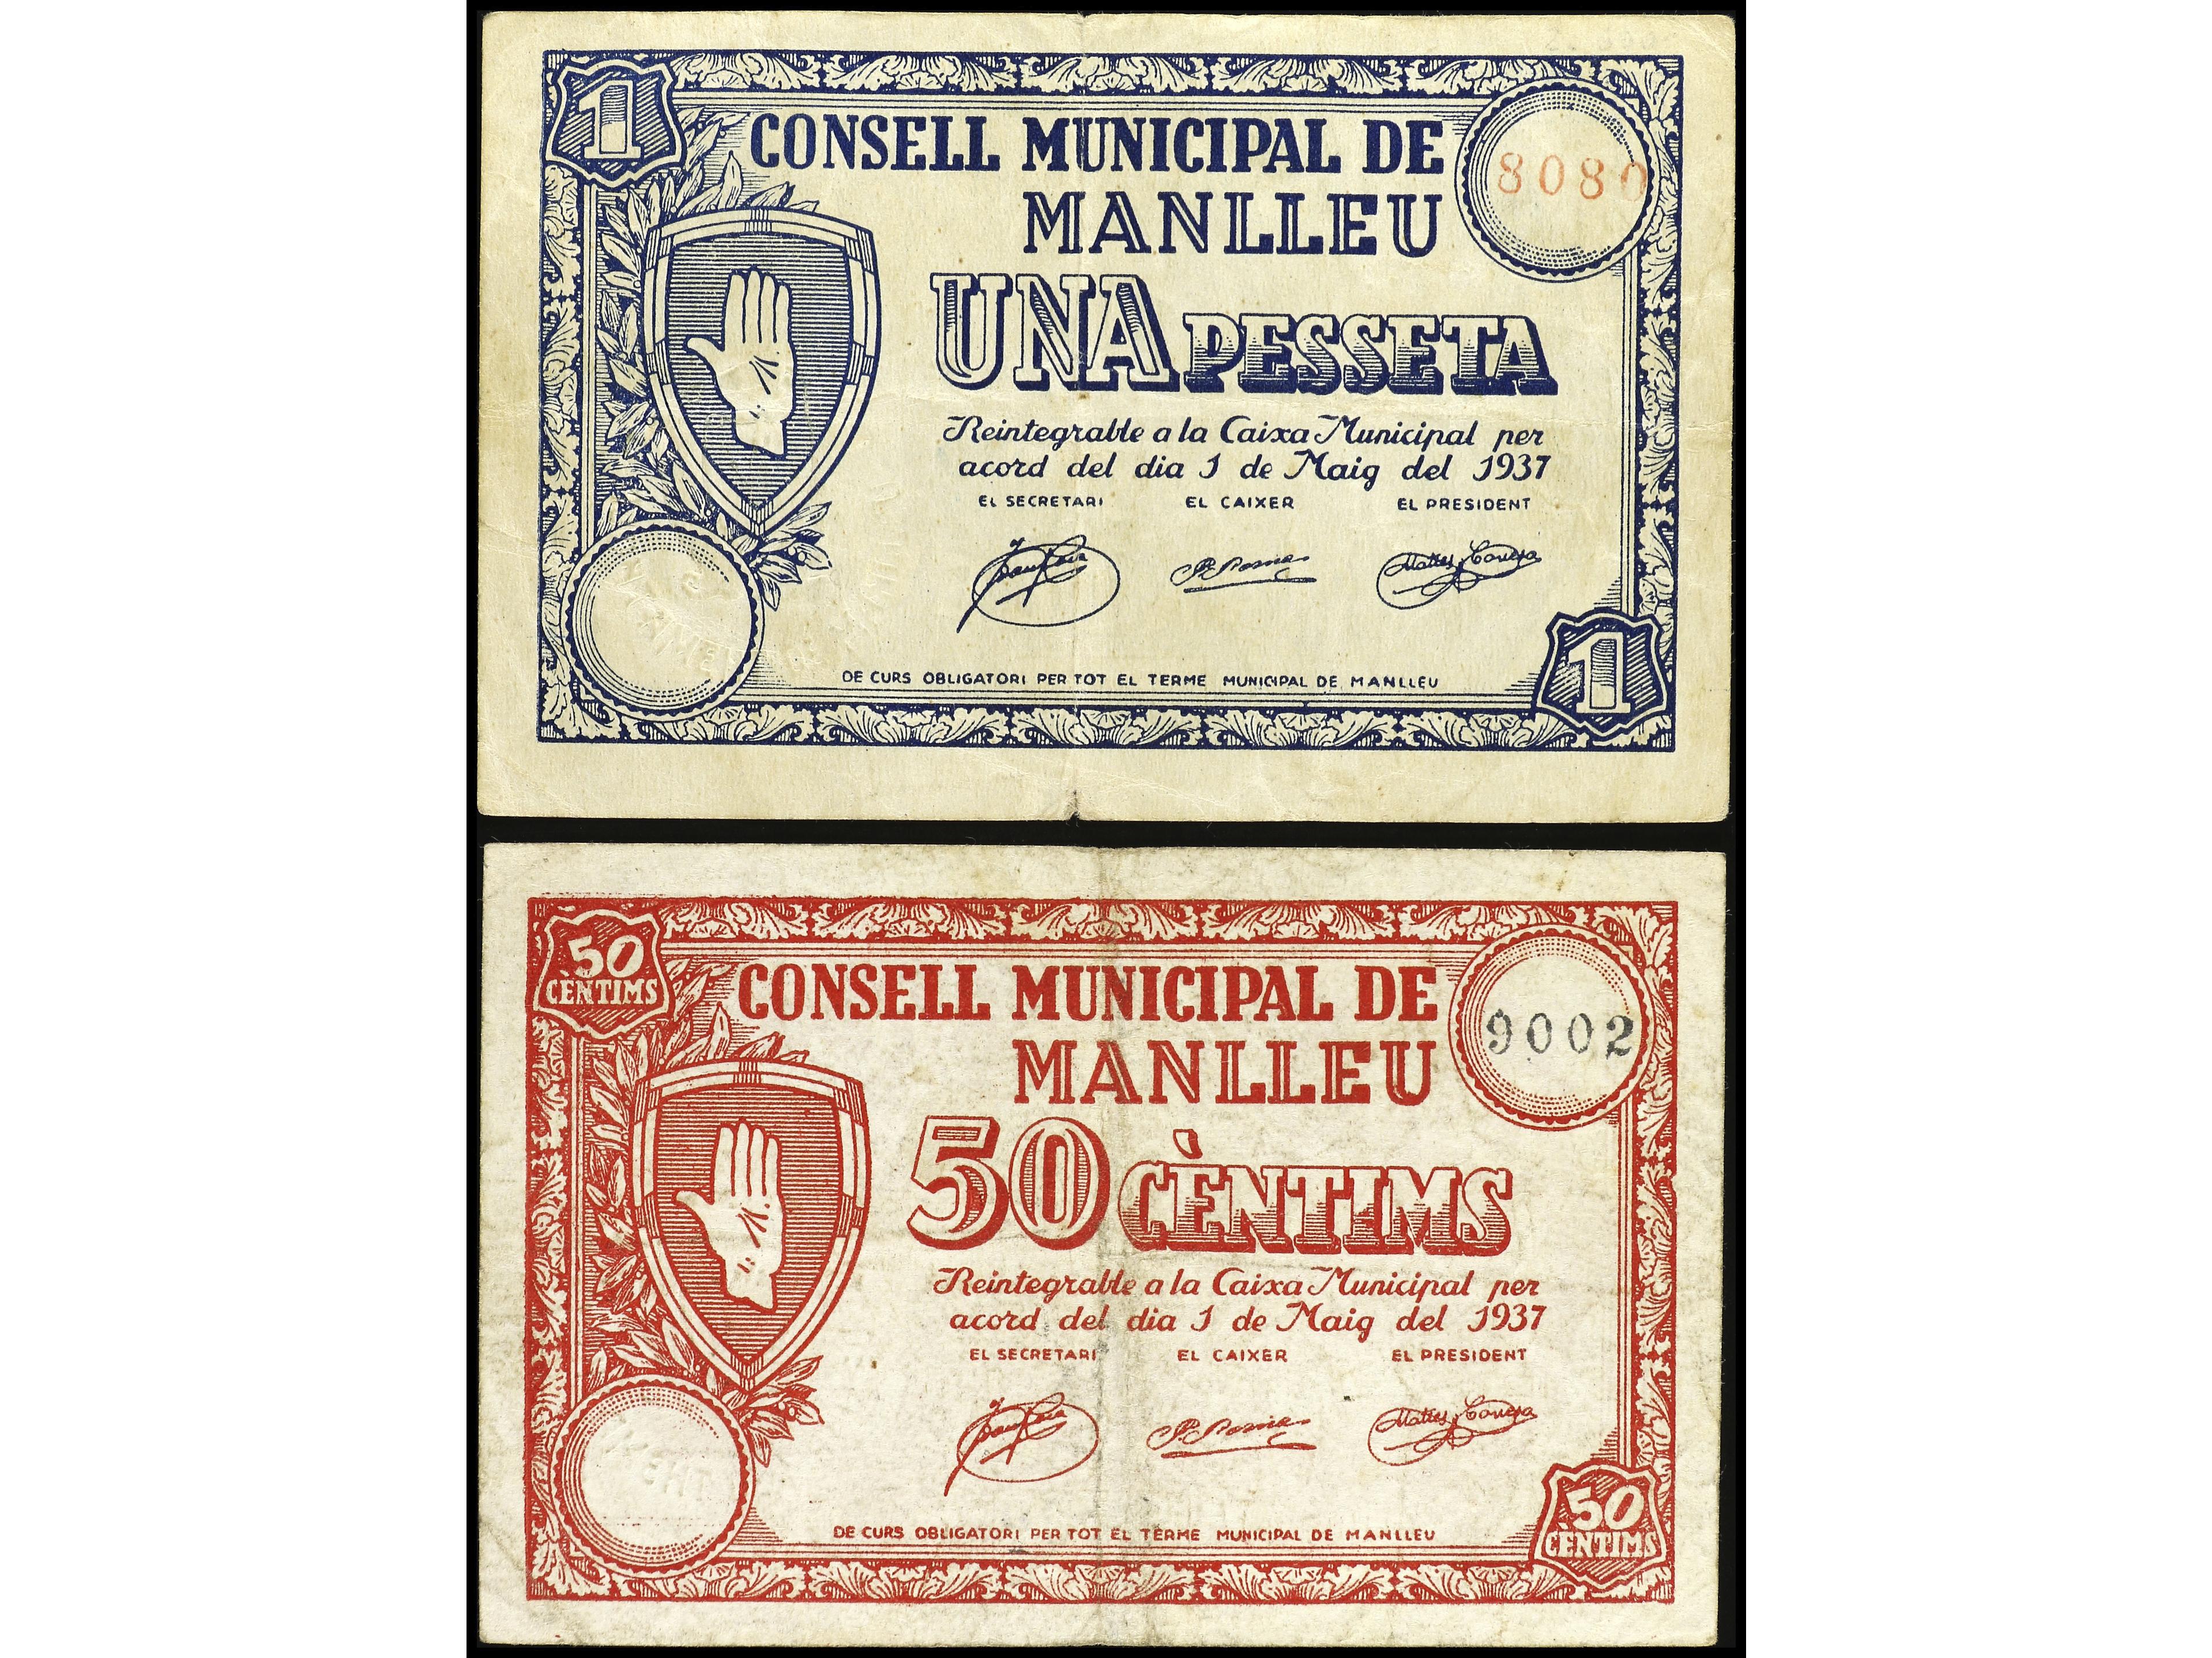 1
CONSELL MUNICIPAL DE
8080
MANLLEU
UNA PESSETA
Reintegrable a la Caixa Municipal per
acord del dia 1 de Maig del 1937
EL SECRETARI EL CAIXER EL PRESIDENT
DE CURS OBLIGATORI PER TOT EL TERME MUNICIPAL DE MANLLEU
1
50
CÈNTIMS
CONSELL MUNICIPAL DE
9002
MANLLEU
50 CÈNTIMS
Reintegrable a la Caixa Municipal per
acord del dia 1 de Maig del 1937
EL SECRETARI EL CAIXER EL PRESIDENT
DE CURS OBLIGATORI PER TOT EL TERME MUNICIPAL DE MANLLEU
50
CÈNTIMS